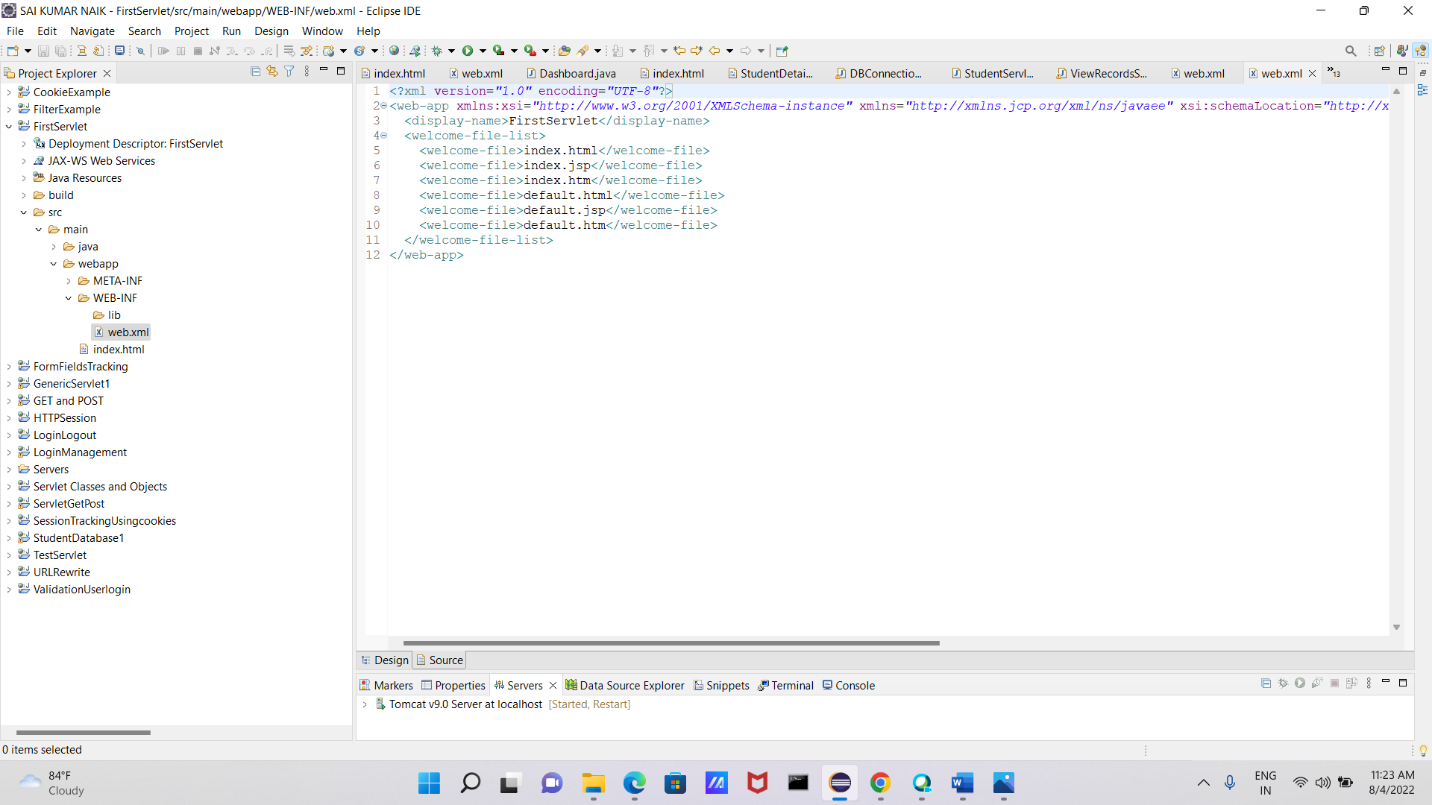 SAI KUMAR NAIK - FirstServlet/src/main/webapp/WEB-INF/web.xml - Eclipse IDE
File Edit Navigate Search Project Run Design Window Help
Project Explorer
CookieExample
FilterExample
FirstServlet
Deployment Descriptor: FirstServlet
JAX-WS Web Services
Java Resources
build
src
main
java
webapp
META-INF
WEB-INF
lib
web.xml
index.html
FormFieldsTracking
GenericServlet1
GET and POST
HTTPSession
LoginLogout
LoginManagement
Servers
Servlet Classes and Objects
ServletGetPost
SessionTrackingUsingcookies
StudentDatabase1
TestServlet
URLRewrite
ValidationUserlogin
index.html web.xml Dashboard.java index.html StudentDetai... DBConnectio... StudentServl... ViewRecordsS... web.xml web.xml »13
1 <?xml version="1.0" encoding="UTF-8"?>
2 <web-app xmlns:xsi="http://www.w3.org/2001/XMLSchema-instance" xmlns="http://xmlns.jcp.org/xml/ns/javaee" xsi:schemaLocation="http://x
3 <display-name>FirstServlet</display-name>
4 <welcome-file-list>
5 <welcome-file>index.html</welcome-file>
6 <welcome-file>index.jsp</welcome-file>
7 <welcome-file>index.htm</welcome-file>
8 <welcome-file>default.html</welcome-file>
9 <welcome-file>default.jsp</welcome-file>
10 <welcome-file>default.htm</welcome-file>
11 </welcome-file-list>
12 </web-app>
Design Source
Markers Properties Servers Data Source Explorer Snippets Terminal Console
Tomcat v9.0 Server at localhost [Started, Restart]
0 items selected
84°F
Cloudy
ENG
IN
11:23 AM
8/4/2022